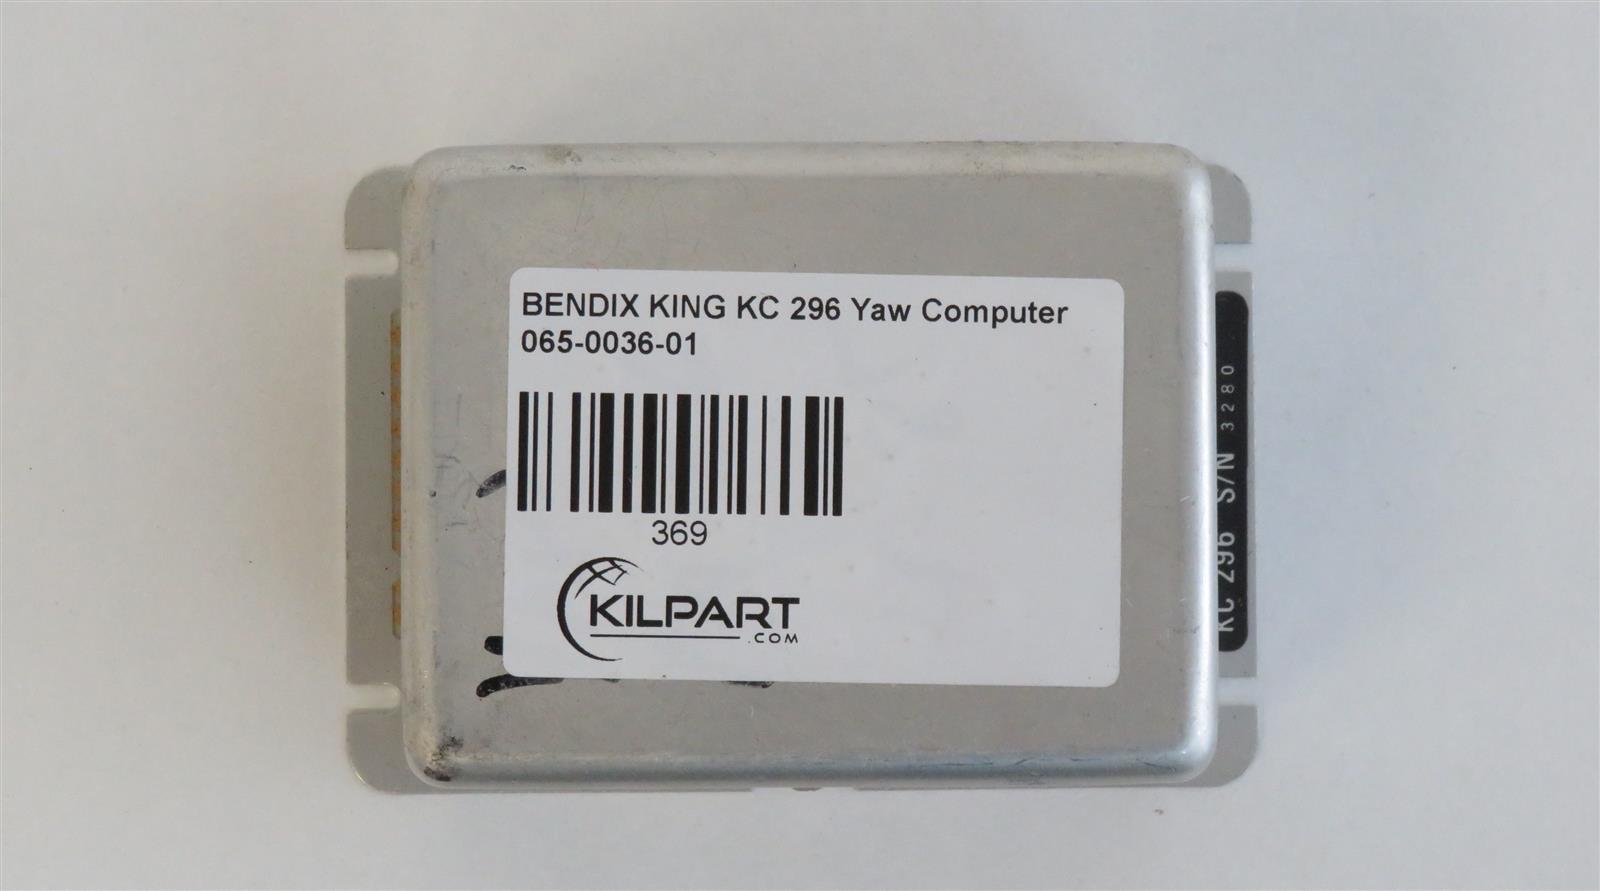 BENDIX KING KC 296 Yaw Computer
065-0036-01
369
KILPART
.COM
KC 296 S/N 3280